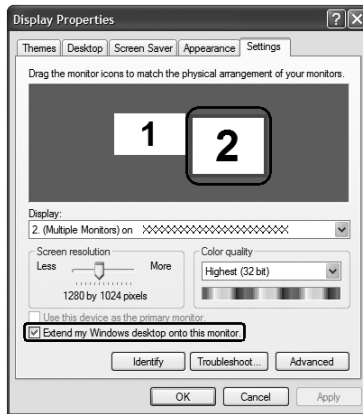 Display Properties
Themes Desktop Screen Saver Appearance Settings
Drag the monitor icons to match the physical arrangement of your monitors.
1 2
Display:
2. (Multiple Monitors) on XXXXXXXXXXXXXXXXXXXXXXX
Screen resolution Color quality
Less More Highest (32 bit)
1280 by 1024 pixels
Use this device as the primary monitor.
Extend my Windows desktop onto this monitor.
Identify Troubleshoot... Advanced
OK Cancel Apply